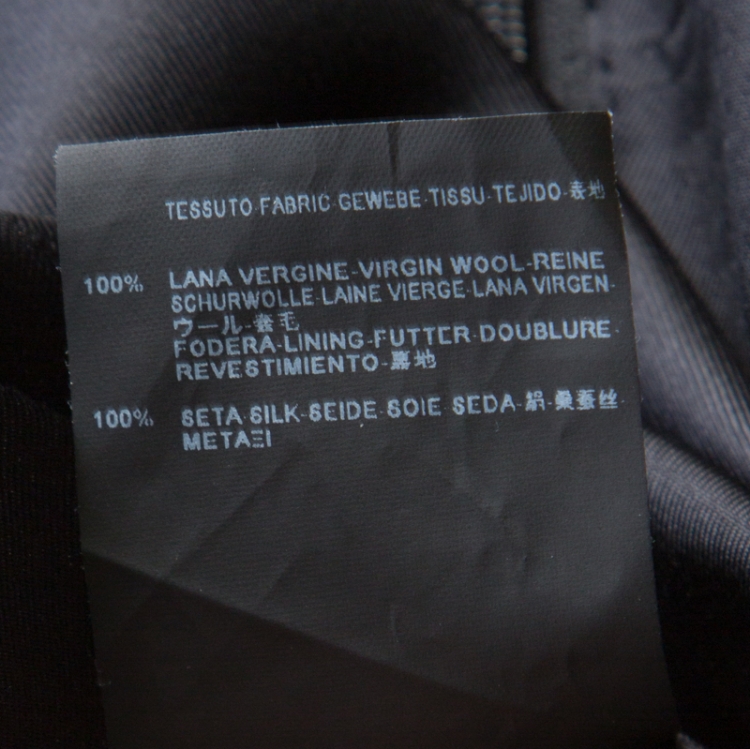 TESSUTO-FABRIC-GEWEBE-TISSU-TEJIDO-表地
100% LANA VERGINE-VIRGIN WOOL-REINE
SCHURWOLLE-LAINE VIERGE-LANA VIRGEN-
ウール-套毛
FODERA-LINING-FUTTER-DOUBLURE-
REVESTIMIENTO-裏地
100% SETA-SILK-SEIDE-SOIE-SEDA-絹-桑蚕丝
ΜΕΤΑΞΙ